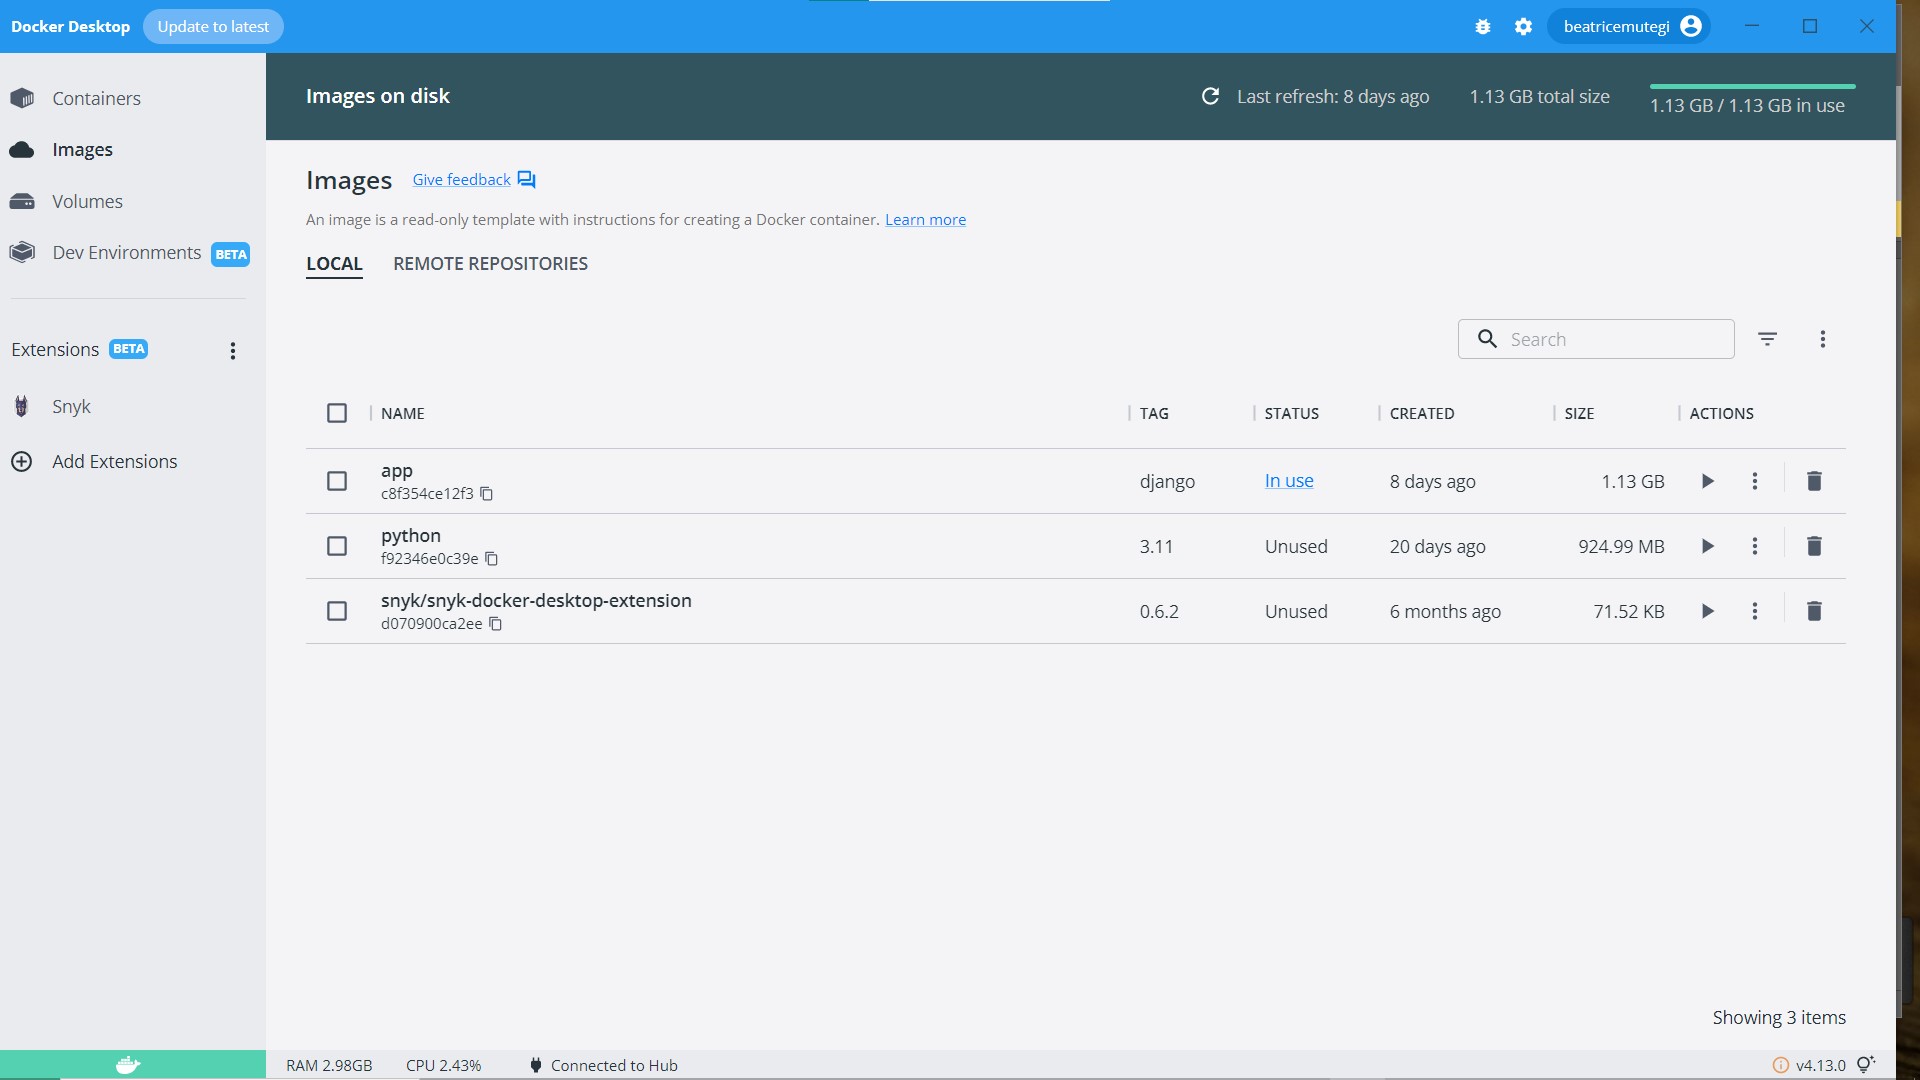 Docker Desktop Update to latest beatricemutegi
Containers
Images
Volumes
Dev Environments BETA
Extensions BETA
Snyk
Add Extensions
Images on disk Last refresh: 8 days ago 1.13 GB total size 1.13 GB / 1.13 GB in use
Images Give feedback
An image is a read-only template with instructions for creating a Docker container. Learn more
LOCAL REMOTE REPOSITORIES
Search
NAME TAG STATUS CREATED SIZE ACTIONS
app
c8f354ce12f3
django In use 8 days ago 1.13 GB
python
f92346e0c39e
3.11 Unused 20 days ago 924.99 MB
snyk/snyk-docker-desktop-extension
d070900ca2ee
0.6.2 Unused 6 months ago 71.52 KB
Showing 3 items
RAM 2.98GB CPU 2.43% Connected to Hub v4.13.0